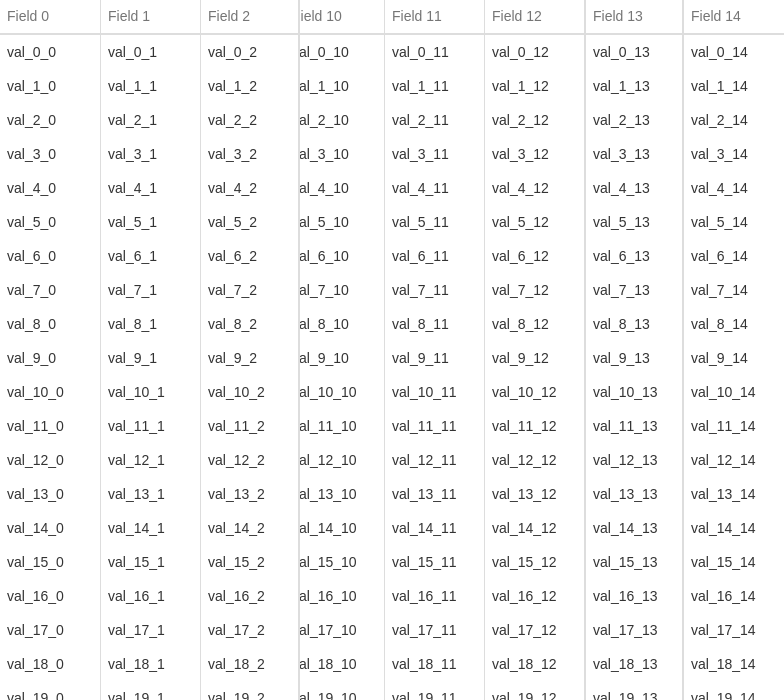 Field 0 Field 1 Field 2 ield 10 Field 11 Field 12 Field 13 Field 14
val_0_0 val_0_1 val_0_2 al_0_10 val_0_11 val_0_12 val_0_13 val_0_14
val_1_0 val_1_1 val_1_2 al_1_10 val_1_11 val_1_12 val_1_13 val_1_14
val_2_0 val_2_1 val_2_2 al_2_10 val_2_11 val_2_12 val_2_13 val_2_14
val_3_0 val_3_1 val_3_2 al_3_10 val_3_11 val_3_12 val_3_13 val_3_14
val_4_0 val_4_1 val_4_2 al_4_10 val_4_11 val_4_12 val_4_13 val_4_14
val_5_0 val_5_1 val_5_2 al_5_10 val_5_11 val_5_12 val_5_13 val_5_14
val_6_0 val_6_1 val_6_2 al_6_10 val_6_11 val_6_12 val_6_13 val_6_14
val_7_0 val_7_1 val_7_2 al_7_10 val_7_11 val_7_12 val_7_13 val_7_14
val_8_0 val_8_1 val_8_2 al_8_10 val_8_11 val_8_12 val_8_13 val_8_14
val_9_0 val_9_1 val_9_2 al_9_10 val_9_11 val_9_12 val_9_13 val_9_14
val_10_0 val_10_1 val_10_2 al_10_10 val_10_11 val_10_12 val_10_13 val_10_14
val_11_0 val_11_1 val_11_2 al_11_10 val_11_11 val_11_12 val_11_13 val_11_14
val_12_0 val_12_1 val_12_2 al_12_10 val_12_11 val_12_12 val_12_13 val_12_14
val_13_0 val_13_1 val_13_2 al_13_10 val_13_11 val_13_12 val_13_13 val_13_14
val_14_0 val_14_1 val_14_2 al_14_10 val_14_11 val_14_12 val_14_13 val_14_14
val_15_0 val_15_1 val_15_2 al_15_10 val_15_11 val_15_12 val_15_13 val_15_14
val_16_0 val_16_1 val_16_2 al_16_10 val_16_11 val_16_12 val_16_13 val_16_14
val_17_0 val_17_1 val_17_2 al_17_10 val_17_11 val_17_12 val_17_13 val_17_14
val_18_0 val_18_1 val_18_2 al_18_10 val_18_11 val_18_12 val_18_13 val_18_14
val_19_0 val_19_1 val_19_2 al_19_10 val_19_11 val_19_12 val_19_13 val_19_14